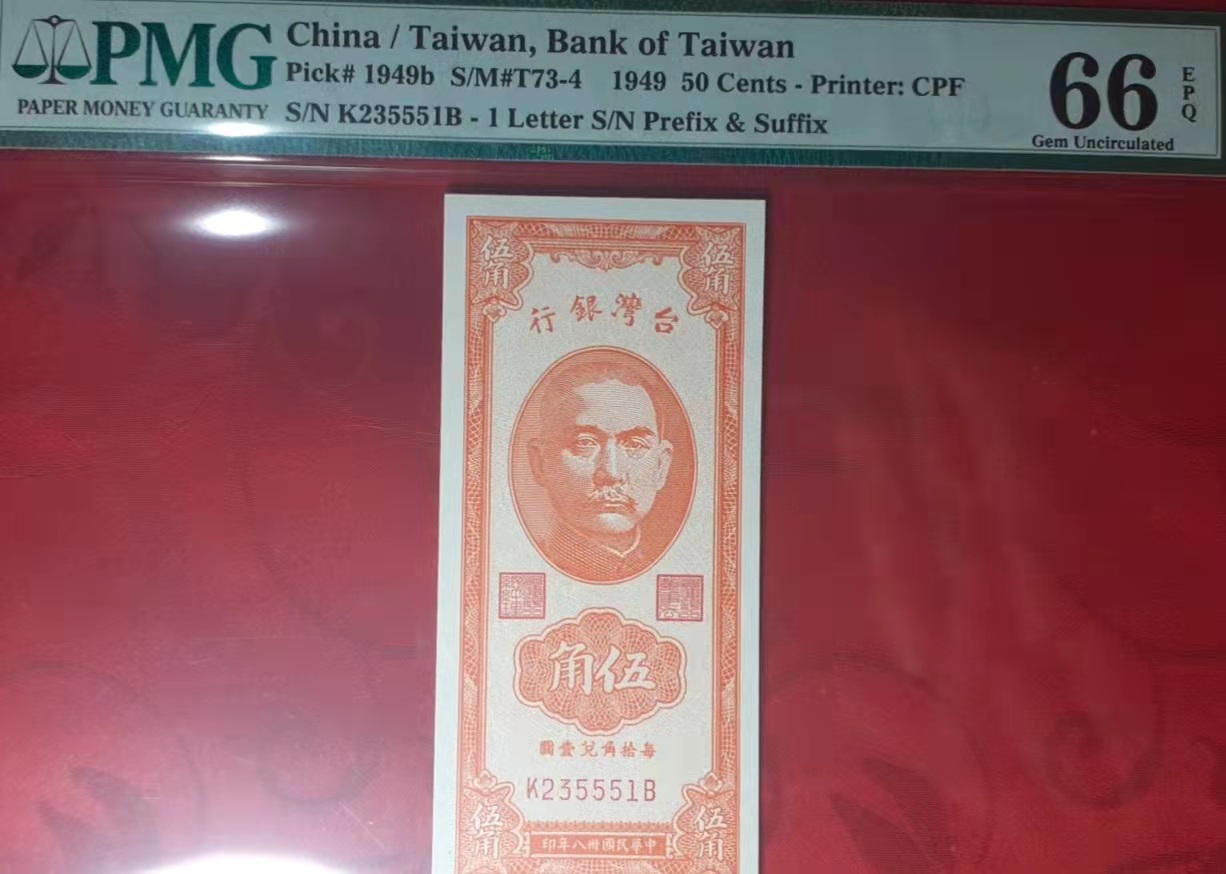 PMG
PAPER MONEY GUARANTY
China / Taiwan, Bank of Taiwan
Pick# 1949b S/M#T73-4 1949 50 Cents - Printer: CPF
S/N K235551B - 1 Letter S/N Prefix & Suffix
66
EPQ
Gem Uncirculated
伍角
伍角
台灣銀行
伍角
每拾角兌壹圓
K235551B
伍角
伍角
中華民國卅八年印